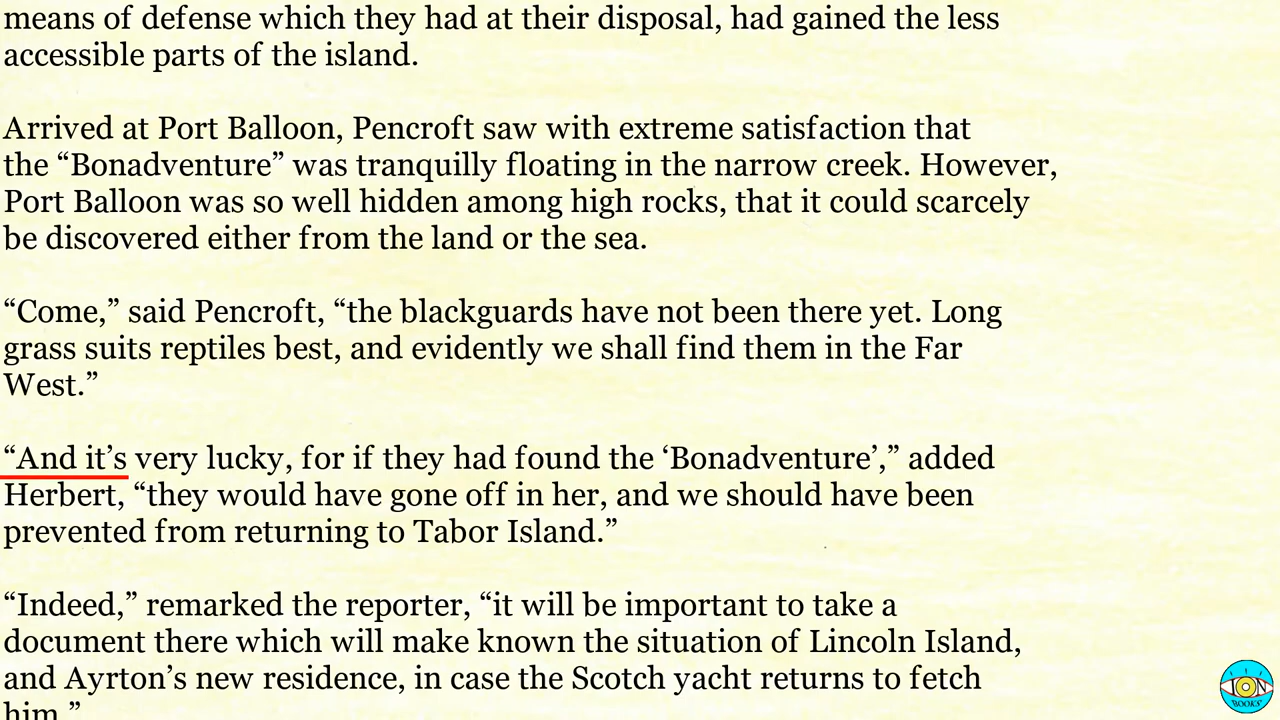 means of defense which they had at their disposal, had gained the less
accessible parts of the island.
Arrived at Port Balloon, Pencroft saw with extreme satisfaction that
the “Bonadventure” was tranquilly floating in the narrow creek. However,
Port Balloon was so well hidden among high rocks, that it could scarcely
be discovered either from the land or the sea.
“Come,” said Pencroft, “the blackguards have not been there yet. Long
grass suits reptiles best, and evidently we shall find them in the Far
West.”
“And it’s very lucky, for if they had found the ‘Bonadventure’,” added
Herbert, “they would have gone off in her, and we should have been
prevented from returning to Tabor Island.”
“Indeed,” remarked the reporter, “it will be important to take a
document there which will make known the situation of Lincoln Island,
and Ayrton’s new residence, in case the Scotch yacht returns to fetch
him.”
ION
BOOKS